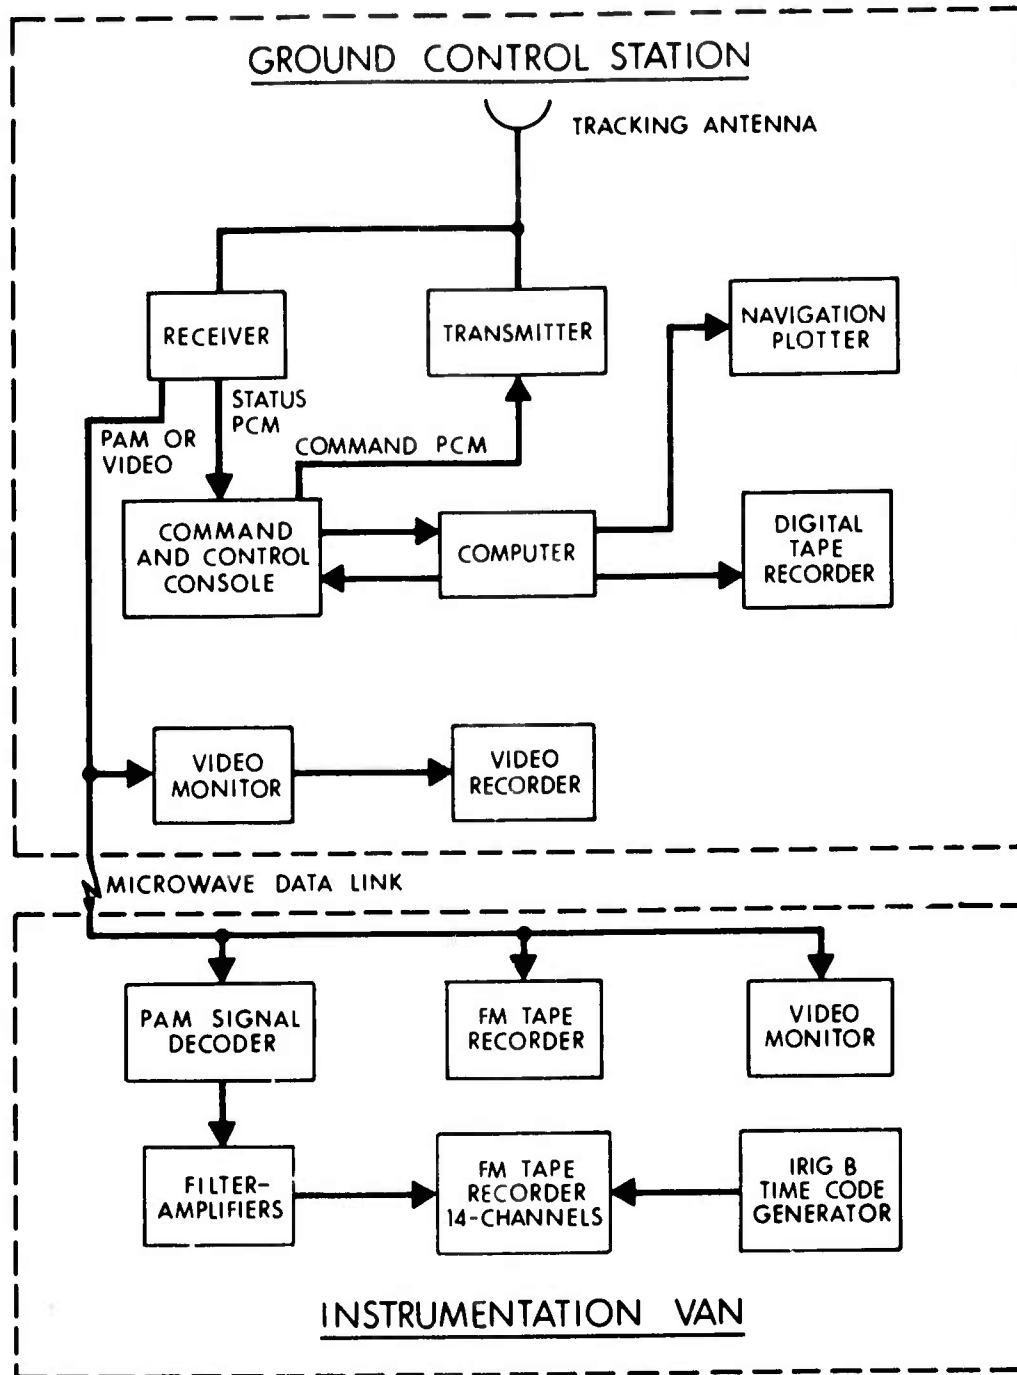 GROUND CONTROL STATION
TRACKING ANTENNA
RECEIVER
TRANSMITTER
NAVIGATION
PLOTTER
STATUS
PCM
PAM OR
VIDEO
COMMAND PCM
COMMAND
AND CONTROL
CONSOLE
COMPUTER
DIGITAL
TAPE
RECORDER
VIDEO
MONITOR
VIDEO
RECORDER
MICROWAVE DATA LINK
PAM SIGNAL
DECODER
FM TAPE
RECORDER
VIDEO
MONITOR
FILTER-
AMPLIFIERS
FM TAPE
RECORDER
14-CHANNELS
IRIG B
TIME CODE
GENERATOR
INSTRUMENTATION VAN